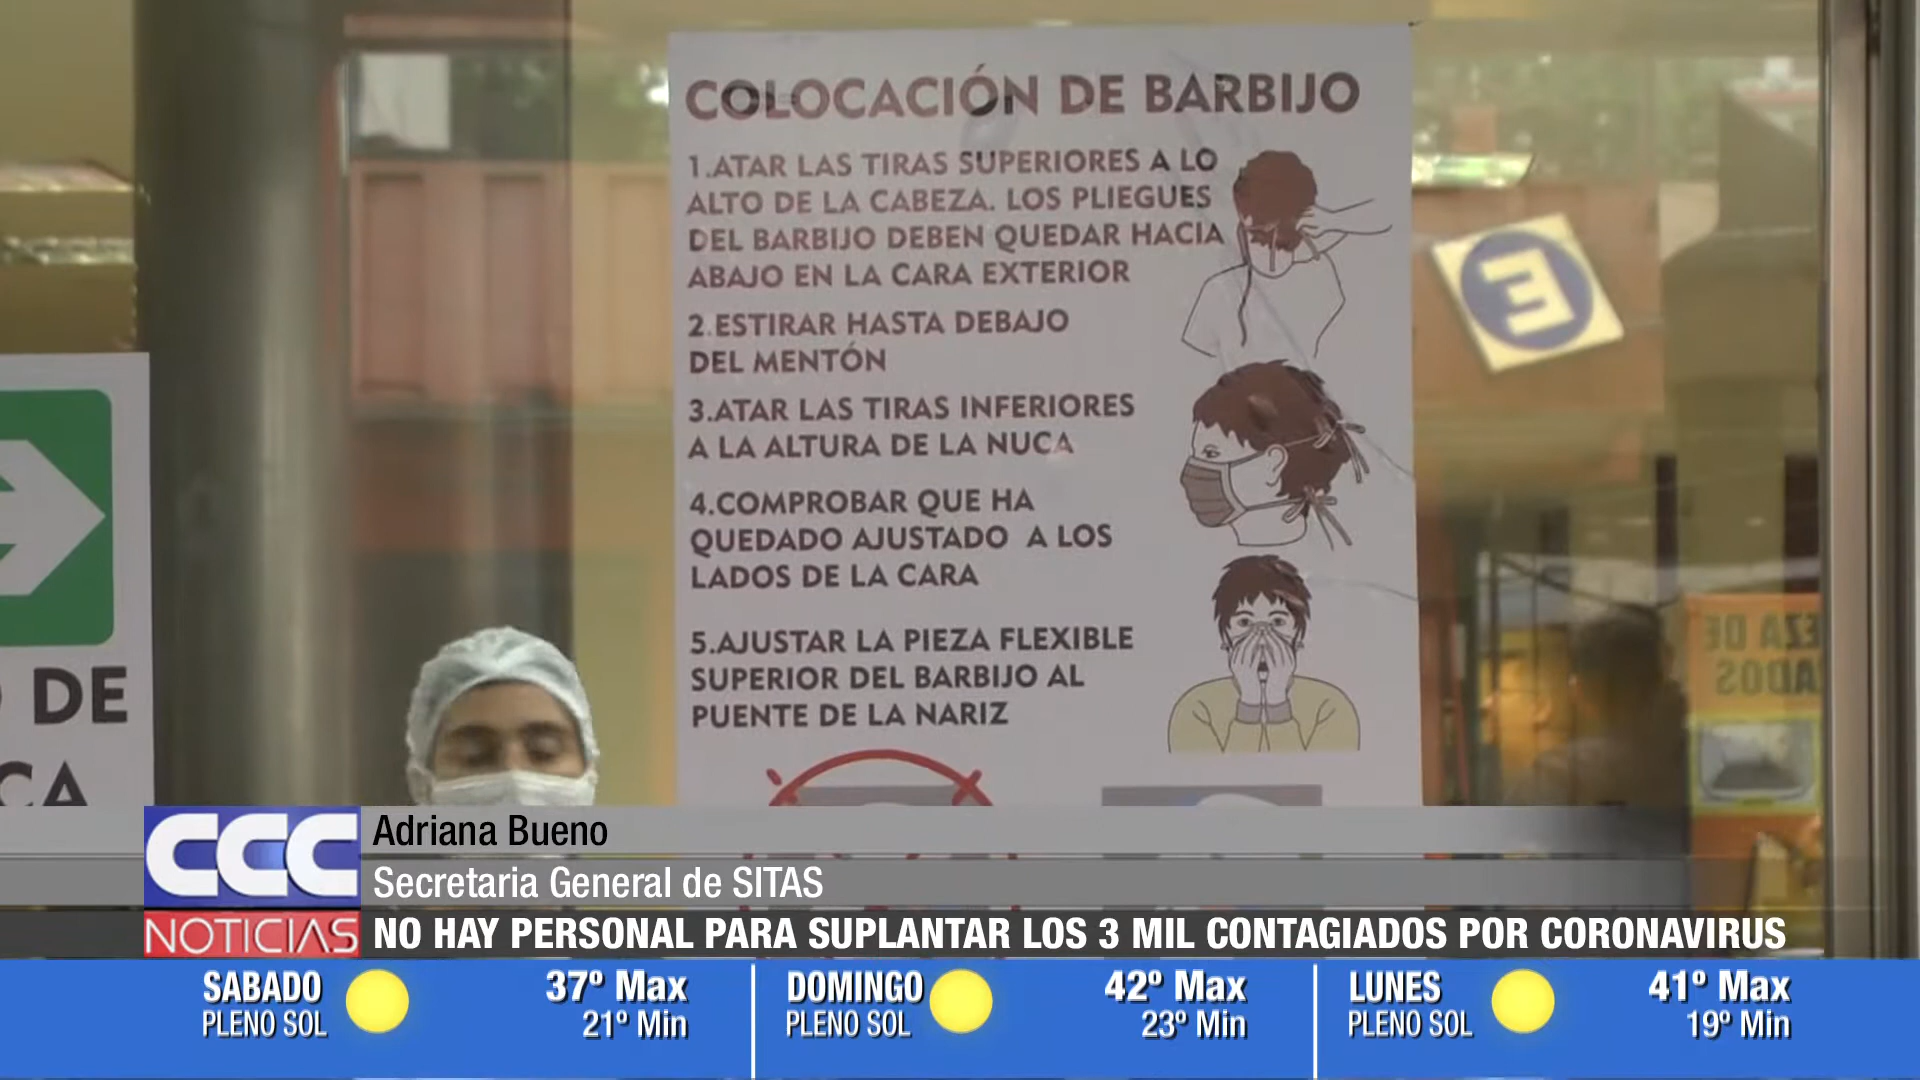 COLOCACIÓN DE BARBIJO
1.ATAR LAS TIRAS SUPERIORES A LO
ALTO DE LA CABEZA. LOS PLIEGUES
DEL BARBIJO DEBEN QUEDAR HACIA
ABAJO EN LA CARA EXTERIOR
2.ESTIRAR HASTA DEBAJO
DEL MENTÓN
3.ATAR LAS TIRAS INFERIORES
A LA ALTURA DE LA NUCA
4.COMPROBAR QUE HA
QUEDADO AJUSTADO A LOS
LADOS DE LA CARA
5.AJUSTAR LA PIEZA FLEXIBLE
SUPERIOR DEL BARBIJO AL
PUENTE DE LA NARIZ
3
DE
CCC
NOTICIAS
Adriana Bueno
Secretaria General de SITAS
NO HAY PERSONAL PARA SUPLANTAR LOS 3 MIL CONTAGIADOS POR CORONAVIRUS
SABADO
PLENO SOL
37º Max
21º Min
DOMINGO
PLENO SOL
42º Max
23º Min
LUNES
PLENO SOL
41º Max
19º Min